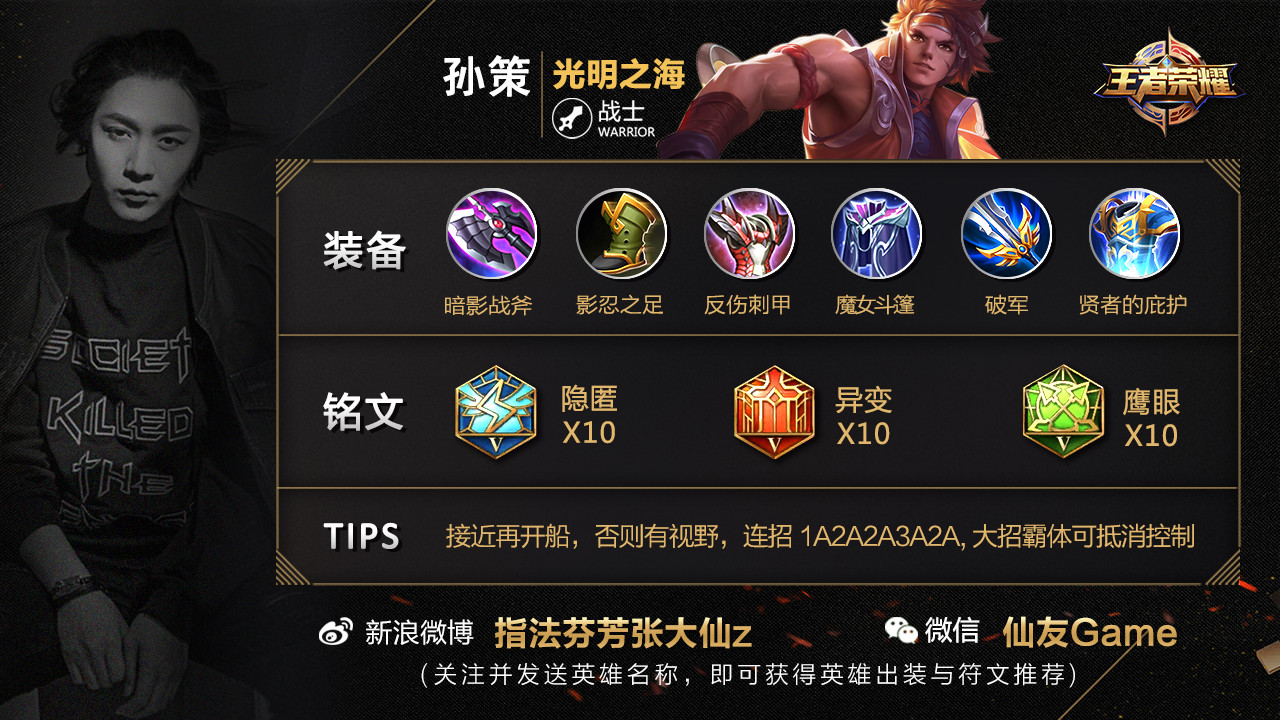 孙策
光明之海
战士
WARRIOR
王者荣耀
装备
暗影战斧 影忍之足 反伤刺甲 魔女斗篷 破军 贤者的庇护
铭文
V 隐匿 X10
V 异变 X10
V 鹰眼 X10
TIPS 接近再开船，否则有视野，连招 1A2A2A3A2A, 大招霸体可抵消控制
SOCIET
KILLED
THE
新浪微博 指法芬芳张大仙z 微信 仙友Game
(关注并发送英雄名称，即可获得英雄出装与符文推荐)